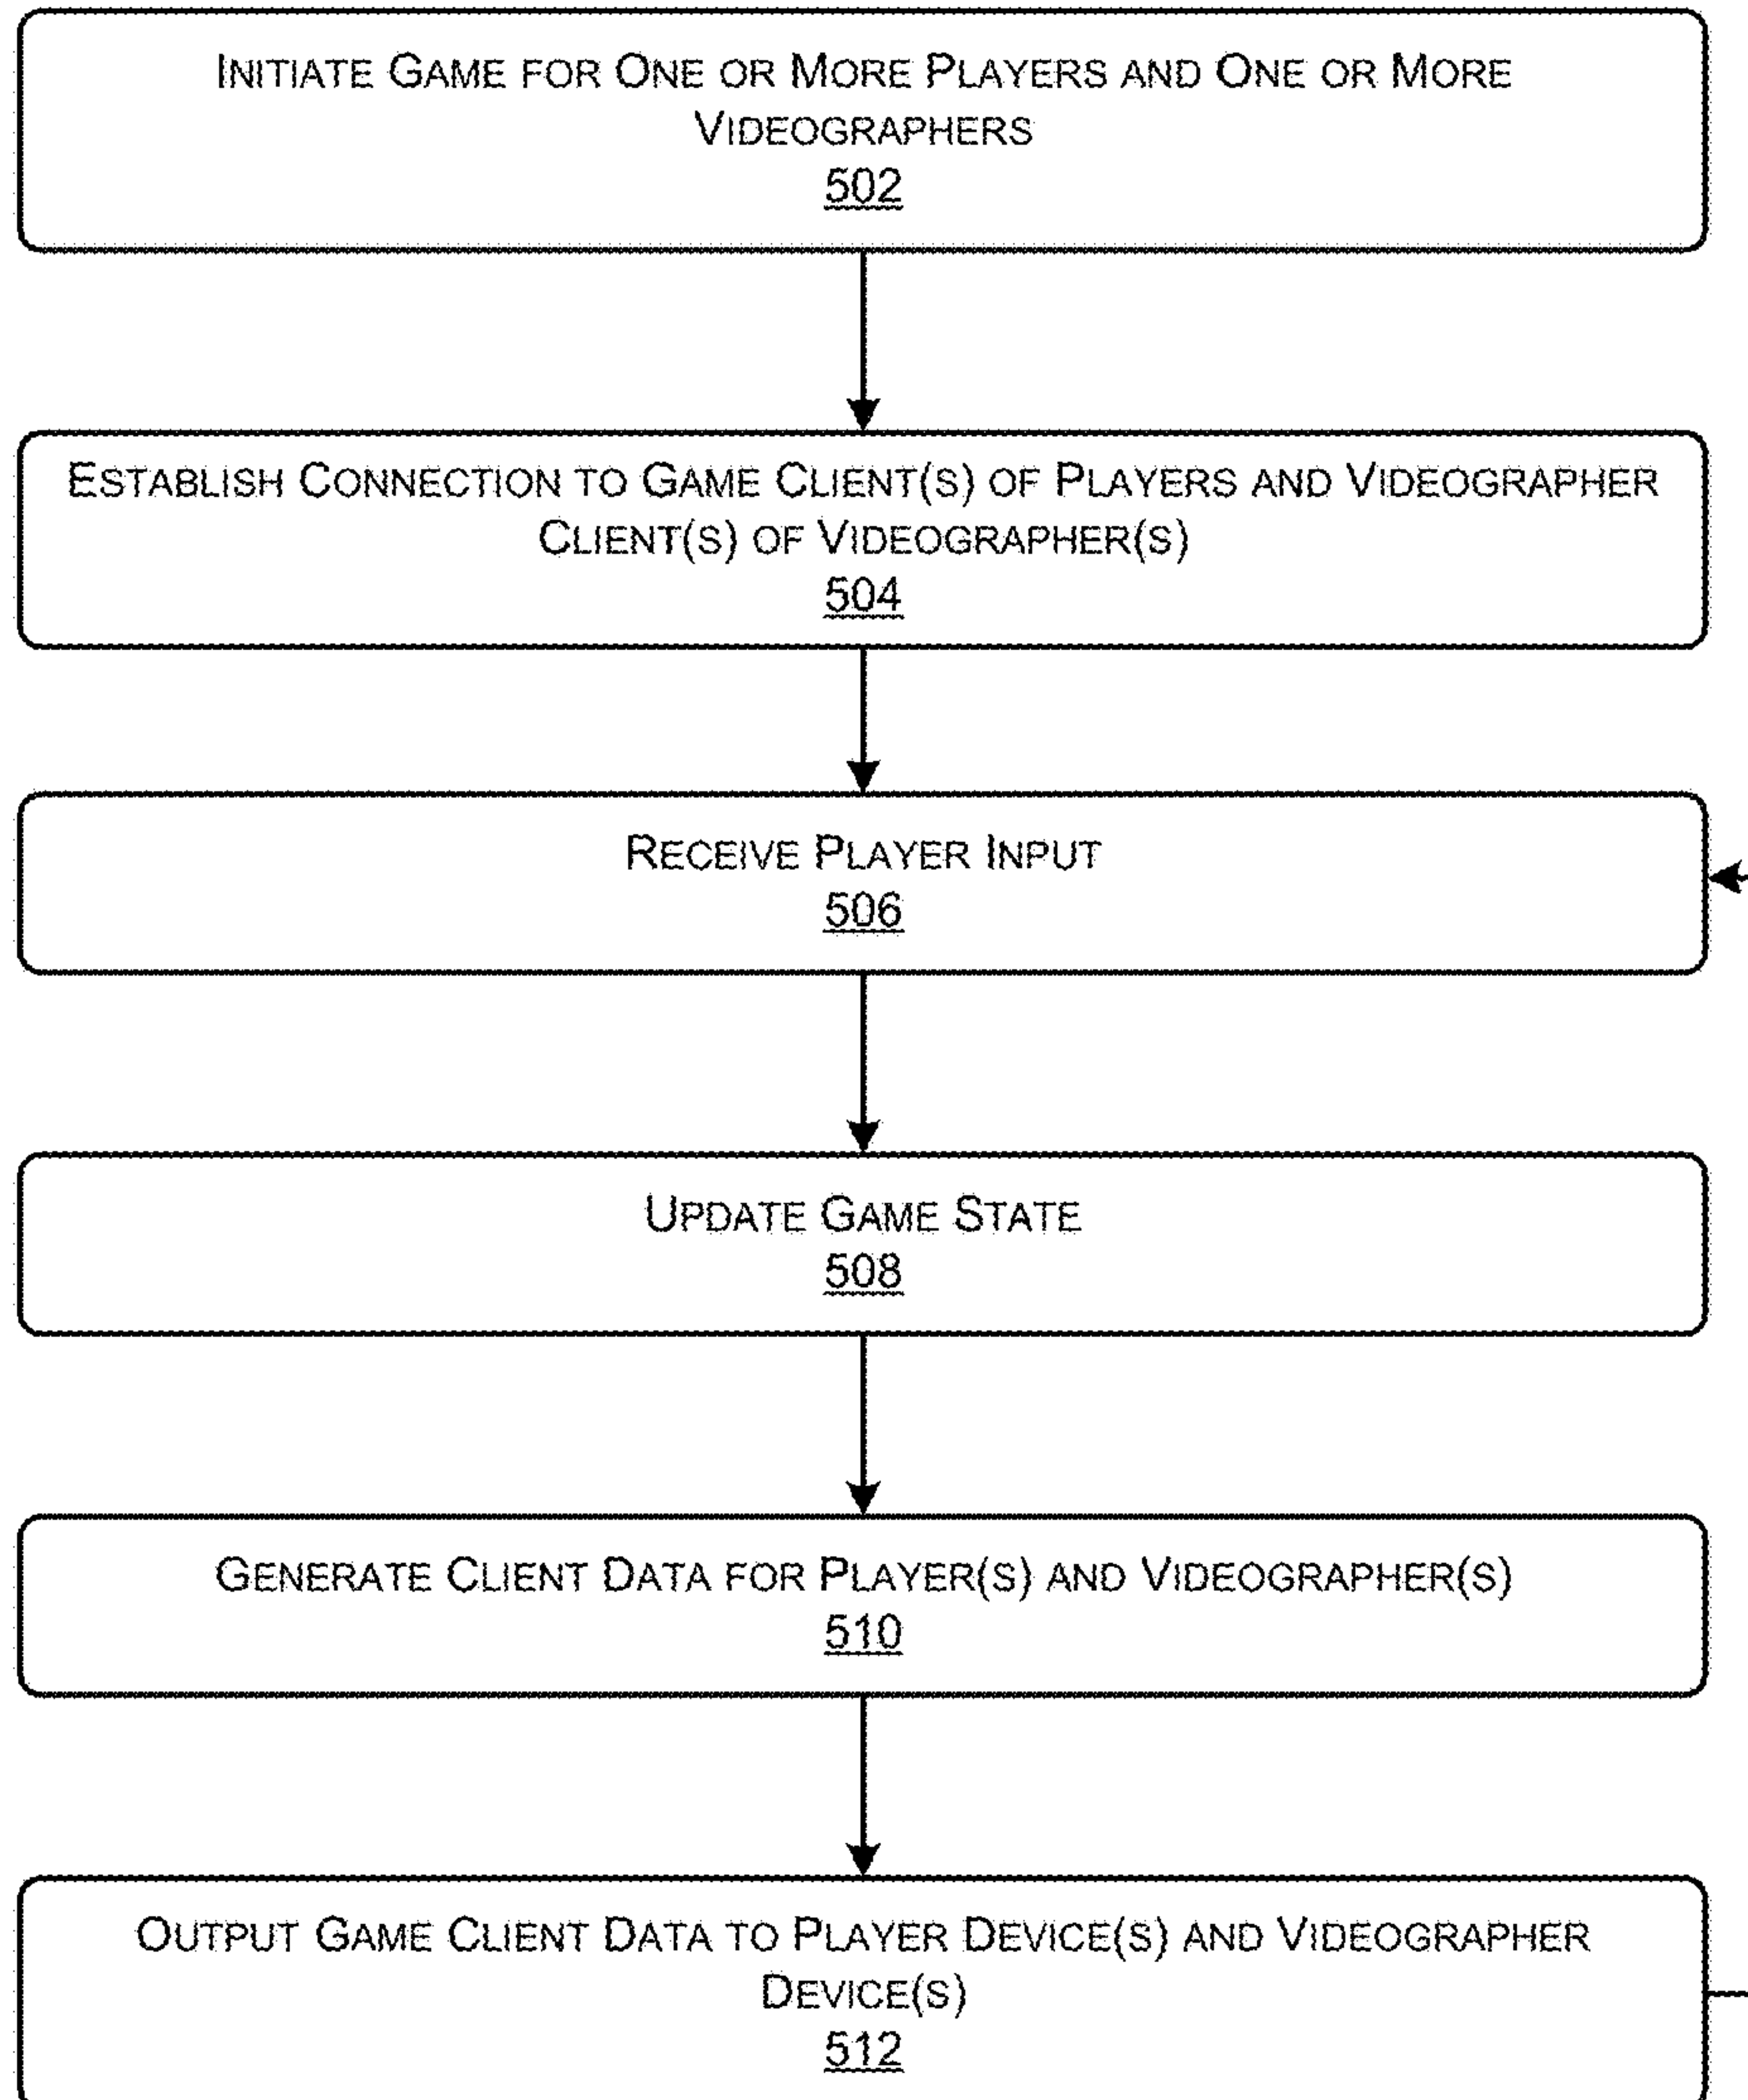 INITIATE GAME FOR ONE OR MORE PLAYERS AND ONE OR MORE
VIDEOGRAPHERS
502
ESTABLISH CONNECTION TO GAME CLIENT(S) OF PLAYERS AND VIDEOGRAPHER
CLIENT(S) OF VIDEOGRAPHER(S)
504
RECEIVE PLAYER INPUT
506
UPDATE GAME STATE
508
GENERATE CLIENT DATA FOR PLAYER(S) AND VIDEOGRAPHER(S)
510
OUTPUT GAME CLIENT DATA TO PLAYER DEVICE(S) AND VIDEOGRAPHER
DEVICE(S)
512